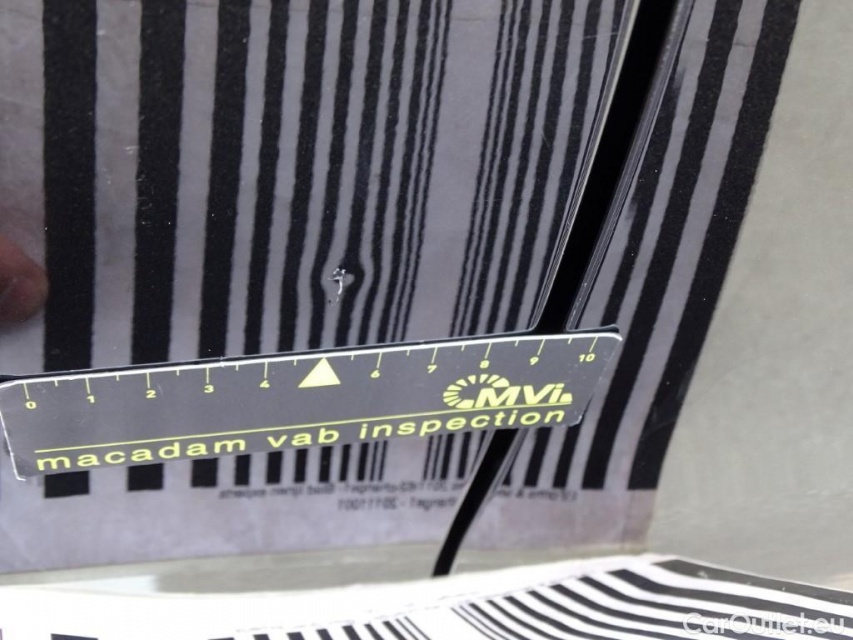 0 1 2 3 4 6 7 8 9 10
MVi
macadam vab inspection
CarOutlet.eu